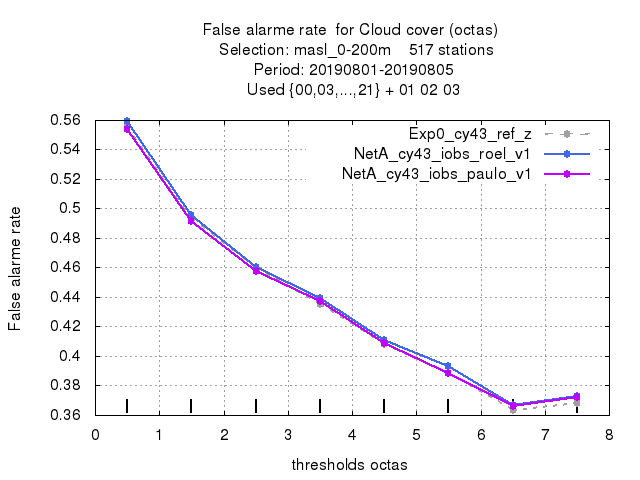 False alarme rate  for Cloud cover (octas)
Selection: masl_0-200m    517 stations
Period: 20190801-20190805
Used {00,03,...,21} + 01 02 03
Exp0_cy43_ref_z
NetA_cy43_iobs_roel_v1
NetA_cy43_iobs_paulo_v1
False alarme rate
0.56
0.54
0.52
0.5
0.48
0.46
0.44
0.42
0.4
0.38
0.36
0 1 2 3 4 5 6 7 8
thresholds octas